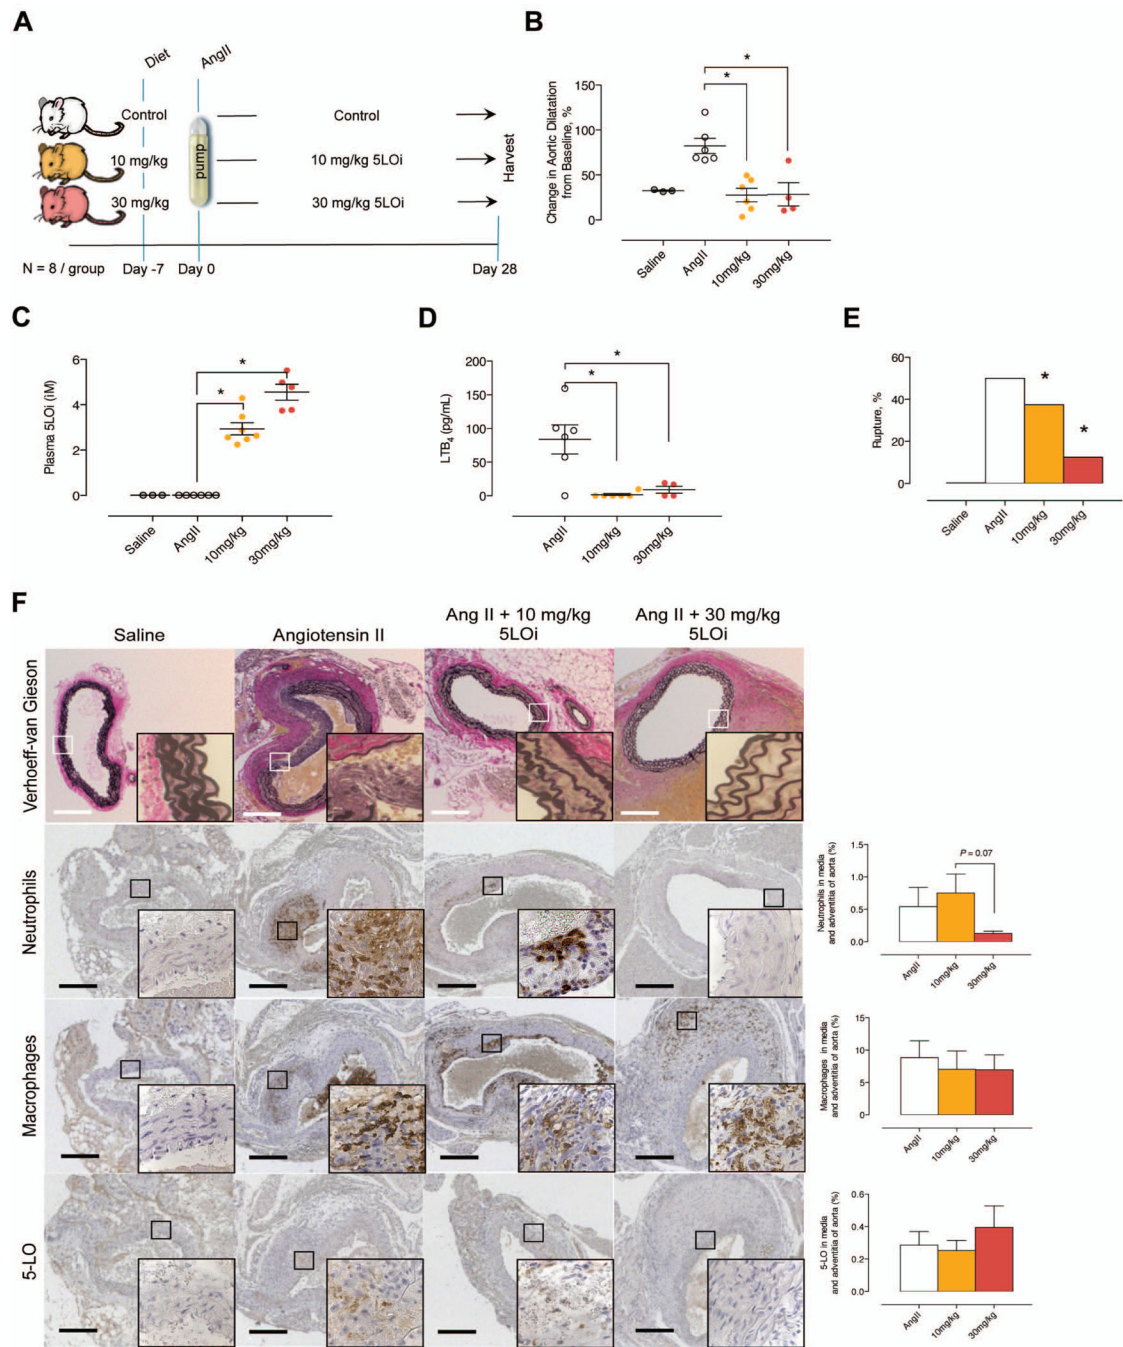 A
Diet
AngII
Control
Control
10 mg/kg
pump
10 mg/kg 5LOi
Harvest
30 mg/kg
30 mg/kg 5LOi
N = 8 / group
Day -7
Day 0
Day 28
B
Change in Aortic Dilatation
from Baseline, %
150
100
50
0
*
*
Saline
AngII
10mg/kg
30mg/kg
C
Plasma 5LOi (iM)
6
4
2
0
*
*
Saline
AngII
10mg/kg
30mg/kg
D
LTB4 (pg/mL)
200
150
100
50
0
*
*
AngII
10mg/kg
30mg/kg
E
Rupture, %
60
40
20
0
*
*
Saline
AngII
10mg/kg
30mg/kg
F
Saline
Angiotensin II
Ang II + 10 mg/kg
5LOi
Ang II + 30 mg/kg
5LOi
Verhoeff-van Gieson
Neutrophils
Macrophages
5-LO
Neutrophils in media
and adventitia of aorta (%)
1.5
1.0
0.5
0.0
P = 0.07
AngII
10mg/kg
30mg/kg
Macrophages in media
and adventitia of aorta (%)
15
10
5
0
AngII
10mg/kg
30mg/kg
5-LO in media
and adventitia of aorta (%)
0.6
0.4
0.2
0.0
AngII
10mg/kg
30mg/kg